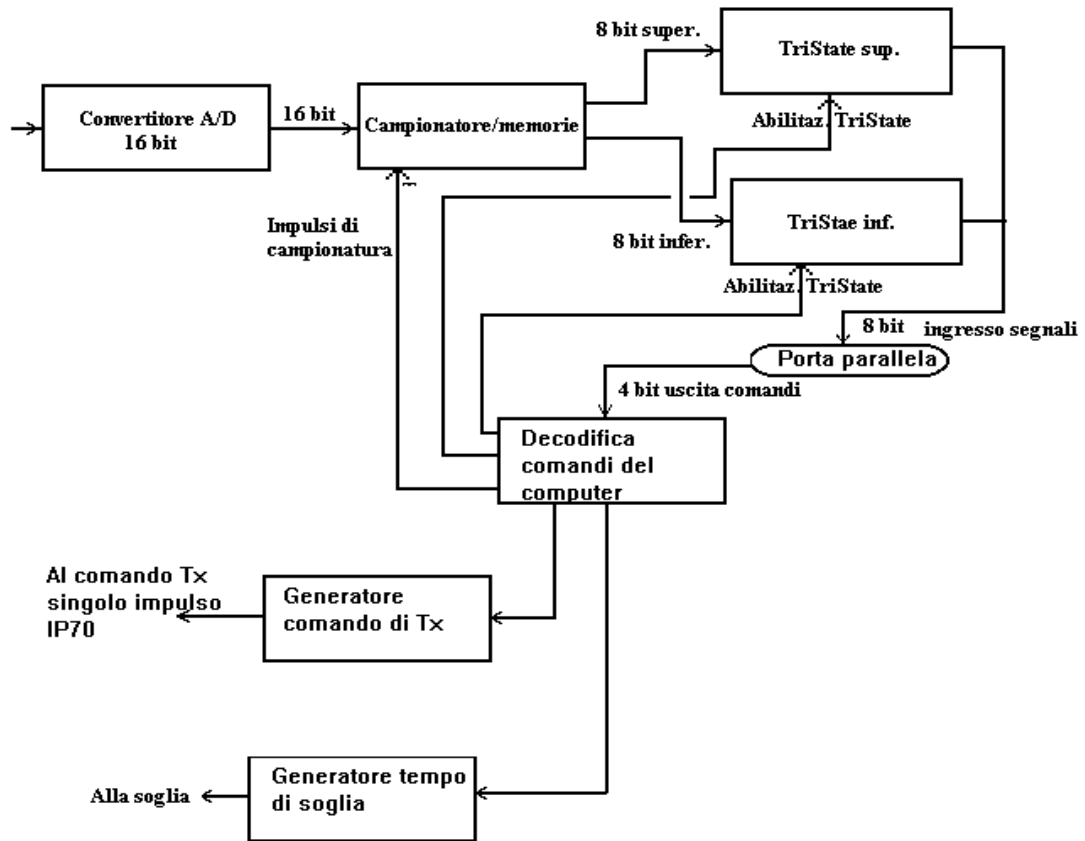 8 bit super.
TriState sup.
Convertitore A/D
16 bit
16 bit
Campionatore/memorie
Abilitaz. TriState
Impulsi di
campionatura
8 bit infer.
TriStae inf.
Abilitaz. TriState
8 bit
ingresso segnali
Porta parallela
4 bit uscita comandi
Decodifica
comandi del
computer
Al comando Tx
singolo impulso
IP70
Generatore
comando di Tx
Alla soglia
Generatore tempo
di soglia